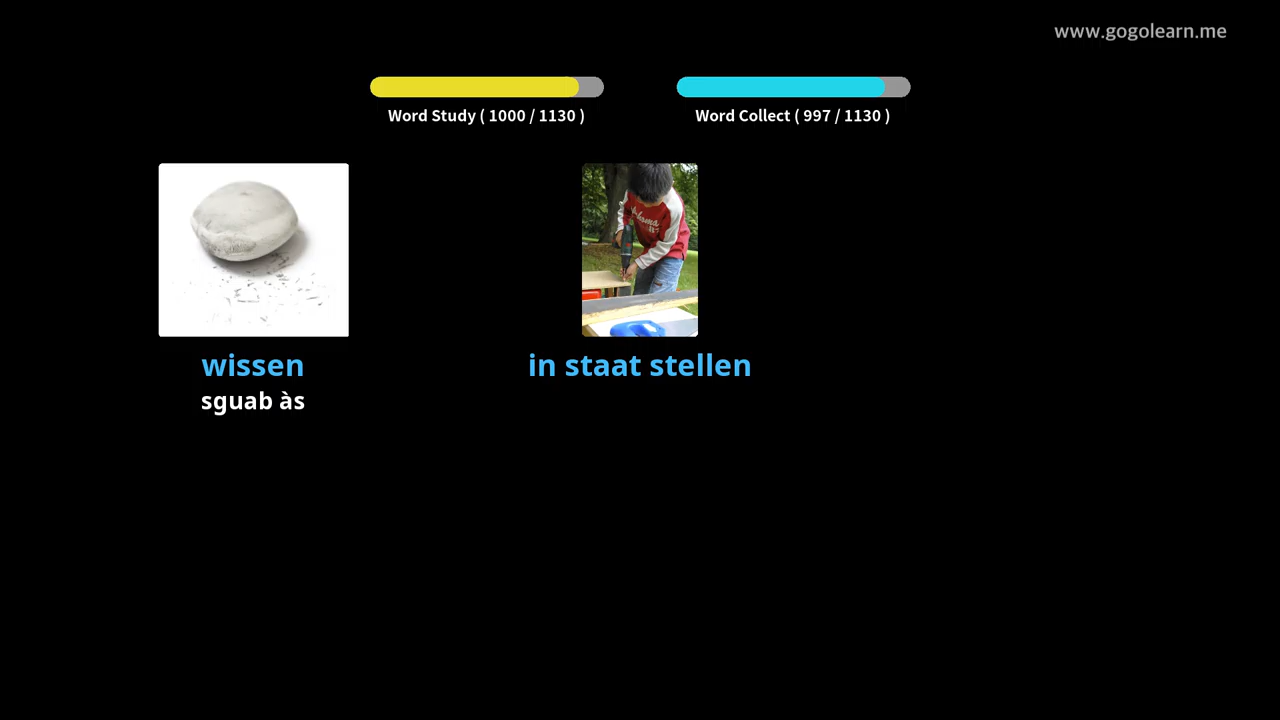 www.gogolearn.me
Word Study ( 1000 / 1130 )
Word Collect ( 997 / 1130 )
wissen
sguab às
in staat stellen